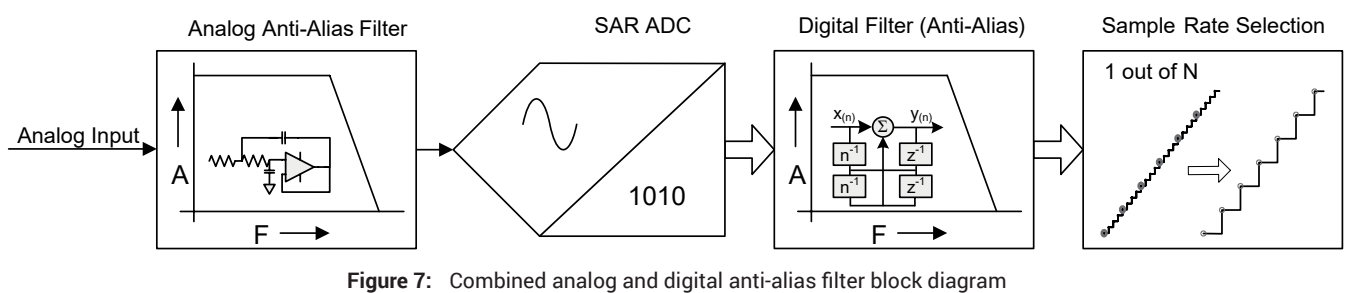 Analog Anti-Alias Filter
SAR ADC
Digital Filter (Anti-Alias)
Sample Rate Selection
Analog Input
A
F
1010
x(n)
y(n)
Σ
n-1
z-1
n-1
z-1
A
F
1 out of N
Figure 7: Combined analog and digital anti-alias filter block diagram